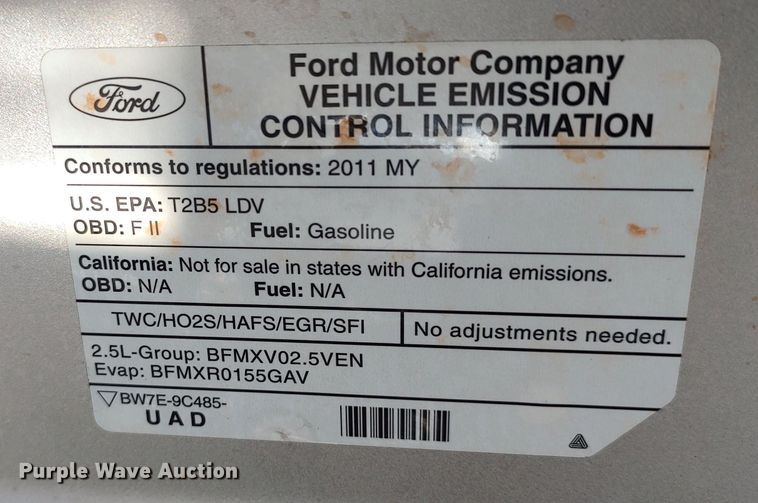 Ford
Ford Motor Company
VEHICLE EMISSION
CONTROL INFORMATION
Conforms to regulations: 2011 MY
U.S. EPA: T2B5 LDV
OBD: F II Fuel: Gasoline
California: Not for sale in states with California emissions.
OBD: N/A Fuel: N/A
TWC/HO2S/HAFS/EGR/SFI No adjustments needed.
2.5L-Group: BFMXV02.5VEN
Evap: BFMXR0155GAV
BW7E-9C485-
UAD
Purple Wave Auction